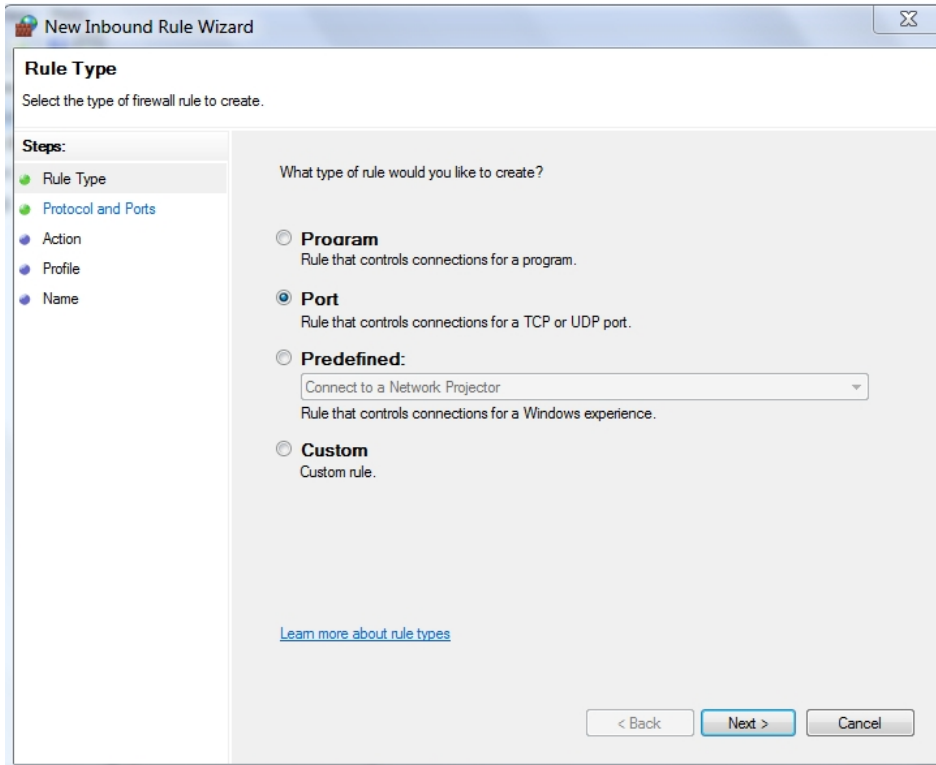 New Inbound Rule Wizard
Rule Type
Select the type of firewall rule to create.
Steps:
Rule Type
Protocol and Ports
Action
Profile
Name
What type of rule would you like to create?
Program
Rule that controls connections for a program.
Port
Rule that controls connections for a TCP or UDP port.
Predefined:
Connect to a Network Projector
Rule that controls connections for a Windows experience.
Custom
Custom rule.
Learn more about rule types
< Back Next > Cancel